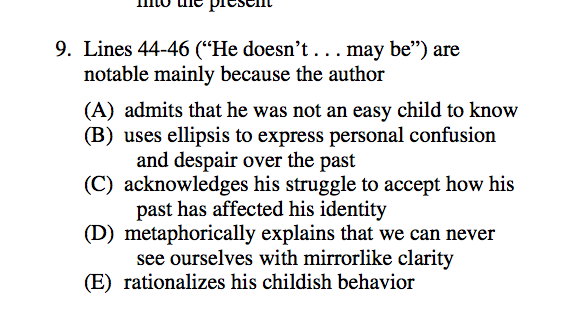 into the present
9. Lines 44-46 (“He doesn’t . . . may be”) are
notable mainly because the author
(A) admits that he was not an easy child to know
(B) uses ellipsis to express personal confusion
and despair over the past
(C) acknowledges his struggle to accept how his
past has affected his identity
(D) metaphorically explains that we can never
see ourselves with mirrorlike clarity
(E) rationalizes his childish behavior